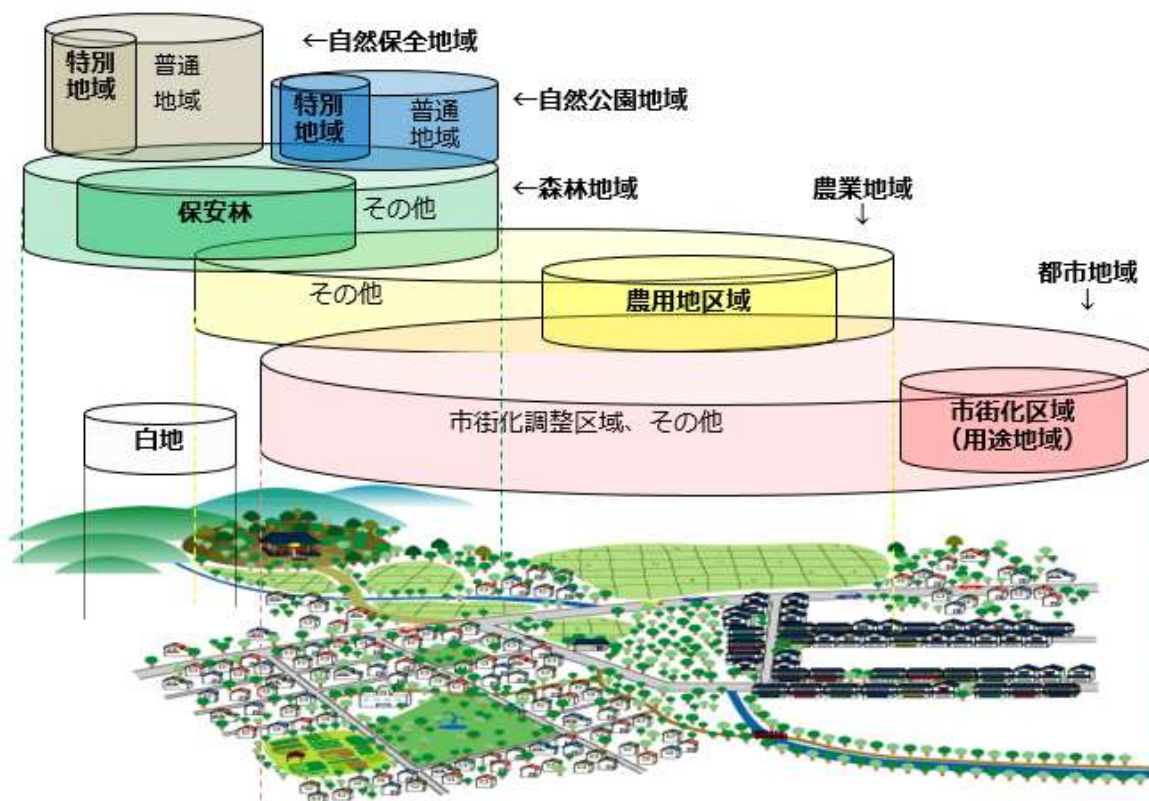 特別
地域
普通
地域
←自然保全地域
特別
地域
普通
地域
←自然公園地域
保安林
その他
←森林地域
農業地域
↓
その他
農用地区域
都市地域
↓
市街化調整区域、その他
市街化区域
（用途地域）
白地